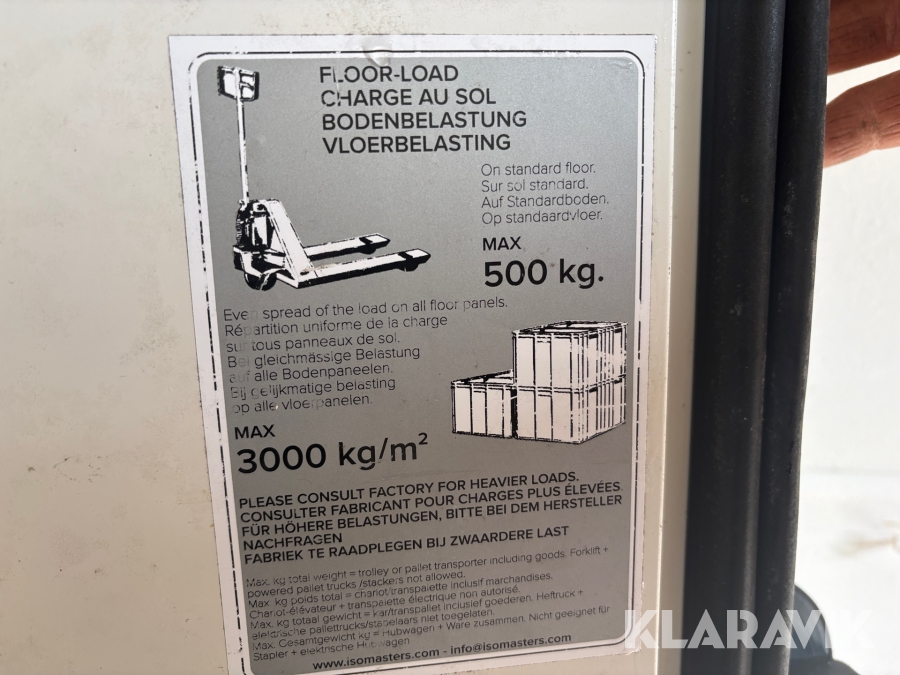 FLOOR-LOAD
CHARGE AU SOL
BODENBELASTUNG
VLOERBELASTING
On standard floor.
Sur sol standard.
Auf Standardboden.
Op standaardvloer.
MAX
500 kg.
Even spread of the load on all floor panels.
Répartition uniforme de la charge
sur tous panneaux de sol.
Bei gleichmässige Belastung
auf alle Bodenpaneelen.
Bij gelijkmatige belasting
op alle vloerpanelen.
MAX
3000 kg/m²
PLEASE CONSULT FACTORY FOR HEAVIER LOADS.
CONSULTER FABRICANT POUR CHARGES PLUS ÉLEVÉES
FÜR HÖHERE BELASTUNGEN, BITTE BEI DEM HERSTELLER
NACHFRAGEN
FABRIEK TE RAADPLEGEN BIJ ZWAARDERE LAST
Max. kg total weight = trolley or pallet transporter including goods. Forklift +
powered pallet trucks /stackers not allowed.
Max. kg poids total = chariot/transpalette inclusif marchandises.
Chariot-élévateur + transpalette électrique non autorisé.
Max. kg totaal gewicht = kar/transpallet inclusief goederen. Heftruck +
elektrische pallettrucks/stapelaars niet toegelaten.
Max. Gesamtgewicht kg = Hubwagen + Ware zusammen. Nicht geeignet für
Stapler + elektrische Hubwagen
www.isomasters.com - info@isomasters.com
KLARAVIK